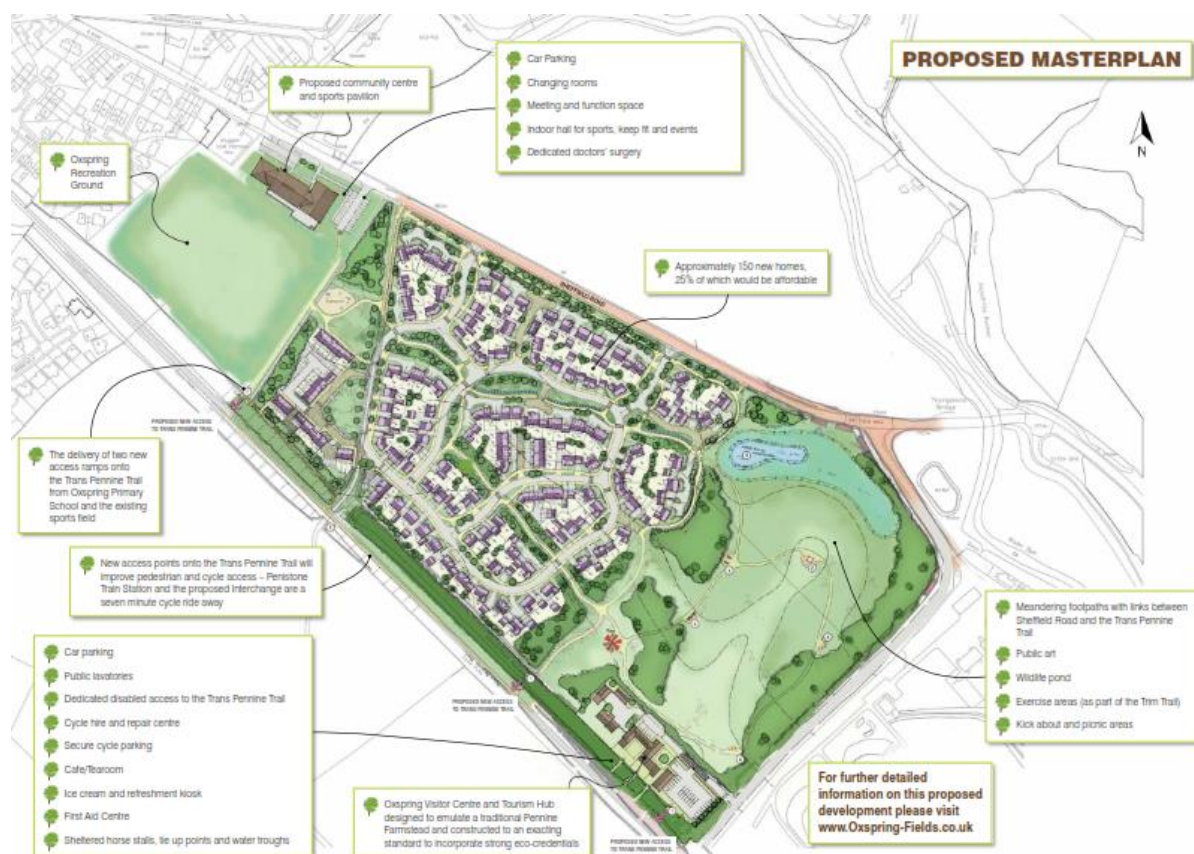 PROPOSED MASTERPLAN
N
Proposed community centre
and sports pavilion
Car Parking
Changing rooms
Meeting and function space
Indoor hall for sports, keep fit and events
Dedicated doctors' surgery
Oxspring
Recreation
Ground
Approximately 150 new homes,
25% of which would be affordable
SHEFFIELD ROAD
PROPOSED NEW ACCESS
TO TRANS PENNINE TRAIL
The delivery of two new
access ramps onto
the Trans Pennine Trail
from Oxspring Primary
School and the existing
sports field
New access points onto the Trans Pennine Trail will
improve pedestrian and cycle access – Penistone
Train Station and the proposed Interchange are a
seven minute cycle ride away
Car parking
Public lavatories
Dedicated disabled access to the Trans Pennine Trail
Cycle hire and repair centre
Secure cycle parking
Cafe/Tearoom
Ice cream and refreshment kiosk
First Aid Centre
Sheltered horse stalls, tie up points and water troughs
PROPOSED NEW ACCESS
TO TRANS PENNINE TRAIL
Oxspring Visitor Centre and Tourism Hub
designed to emulate a traditional Pennine
Farmstead and constructed to an exacting
standard to incorporate strong eco-credentials
PROPOSED NEW ACCESS
TO TRANS PENNINE TRAIL
Meandering footpaths with links between
Sheffield Road and the Trans Pennine
Trail
Public art
Wildlife pond
Exercise areas (as part of the Trim Trail)
Kick about and picnic areas
For further detailed
information on this proposed
development please visit
www.Oxspring-Fields.co.uk